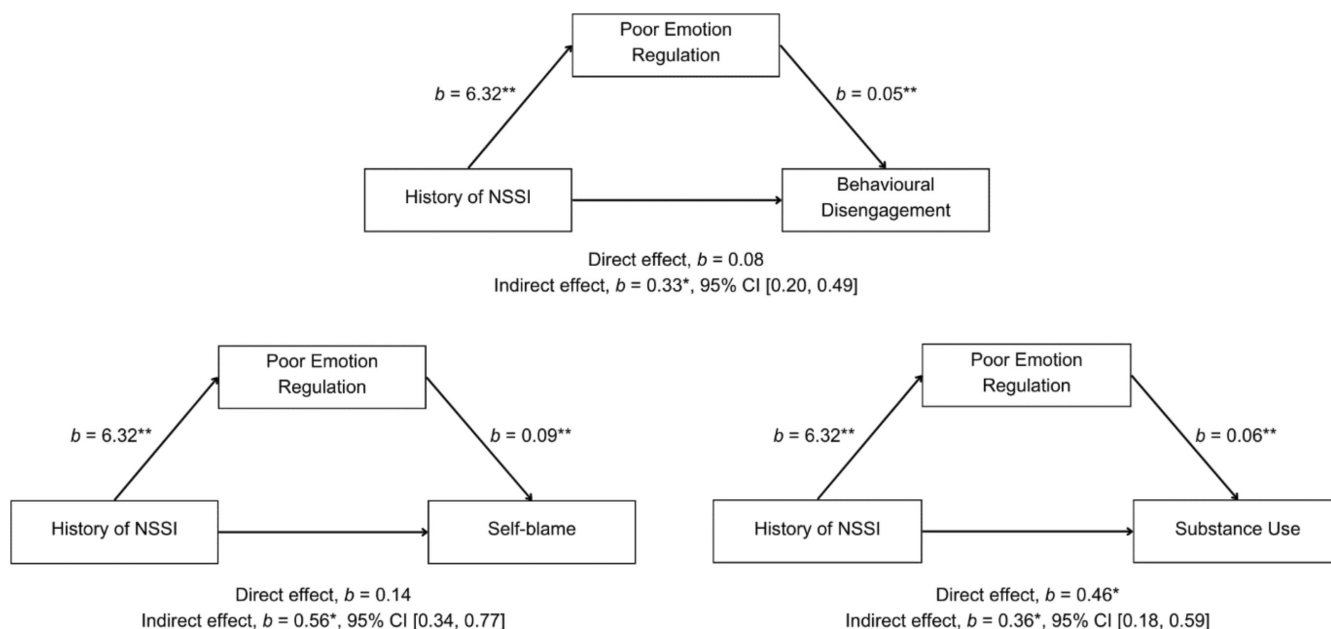 Poor Emotion
Regulation
b = 6.32**
b = 0.05**
History of NSSI
Behavioural
Disengagement
Direct effect, b = 0.08
Indirect effect, b = 0.33*, 95% CI [0.20, 0.49]
Poor Emotion
Regulation
b = 6.32**
b = 0.09**
History of NSSI
Self-blame
Direct effect, b = 0.14
Indirect effect, b = 0.56*, 95% CI [0.34, 0.77]
Poor Emotion
Regulation
b = 6.32**
b = 0.06**
History of NSSI
Substance Use
Direct effect, b = 0.46*
Indirect effect, b = 0.36*, 95% CI [0.18, 0.59]